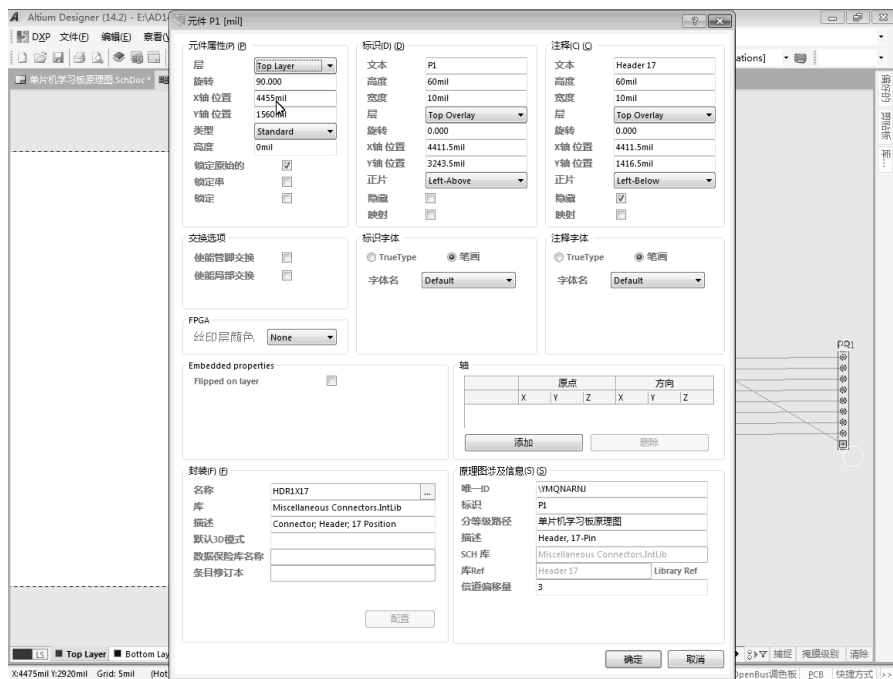 Altium Designer (14.2) - E:\AD14
元件 P1 [mil]
DXP 文件(F) 编辑(E) 察看(V
ations]
单片机学习板原理图.SchDoc *
元件属性(P) (P)
层 Top Layer
旋转 90.000
X轴 位置 4455mil
Y轴 位置 1560mil
类型 Standard
高度 0mil
锁定原始的
锁定串
锁定
标识(D) (D)
文本 P1
高度 60mil
宽度 10mil
层 Top Overlay
旋转 0.000
X轴 位置 4411.5mil
Y轴 位置 3243.5mil
正片 Left-Above
隐藏
映射
注释(C) (C)
文本 Header 17
高度 60mil
宽度 10mil
层 Top Overlay
旋转 0.000
X轴 位置 4411.5mil
Y轴 位置 1416.5mil
正片 Left-Below
隐藏
映射
交换选项
使能管脚交换
使能局部交换
标识字体
TrueType 笔画
字体名 Default
注释字体
TrueType 笔画
字体名 Default
FPGA
丝印层颜色 None
Embedded properties
Flipped on layer
轴
原点 方向
X Y Z X Y Z
添加 删除
封装(F) (F)
名称 HDR1X17 ...
库 Miscellaneous Connectors.IntLib
描述 Connector; Header; 17 Position
默认3D模式
数据保险库名称
条目修订本
配置
原理图涉及信息(S) (S)
唯一ID \YMQNARNJ
标识 P1
分等级路径 单片机学习板原理图
描述 Header, 17-Pin
SCH 库 Miscellaneous Connectors.IntLib
库Ref Header 17 Library Ref
信道偏移量 3
确定 取消
PR1
偏好的
剪贴板
库...
LS Top Layer Bottom Lay
捕捉 掩膜级别 清除
X:4475mil Y:2920mil Grid: 5mil (Hot
OpenBus调色板 PCB 快捷方式 >>